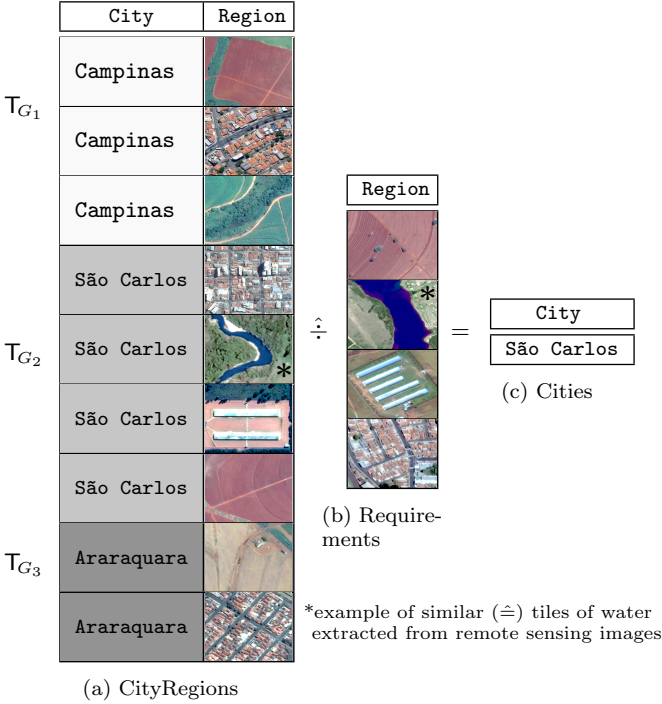 City Region
T_{G_1}
Campinas
Campinas
Campinas
T_{G_2}
São Carlos
São Carlos *
São Carlos
São Carlos
T_{G_3}
Araraquara
Araraquara
(a) CityRegions
÷̂
Region
*
(b) Require-
ments
=
City
São Carlos
(c) Cities
*example of similar (≙) tiles of water
extracted from remote sensing images